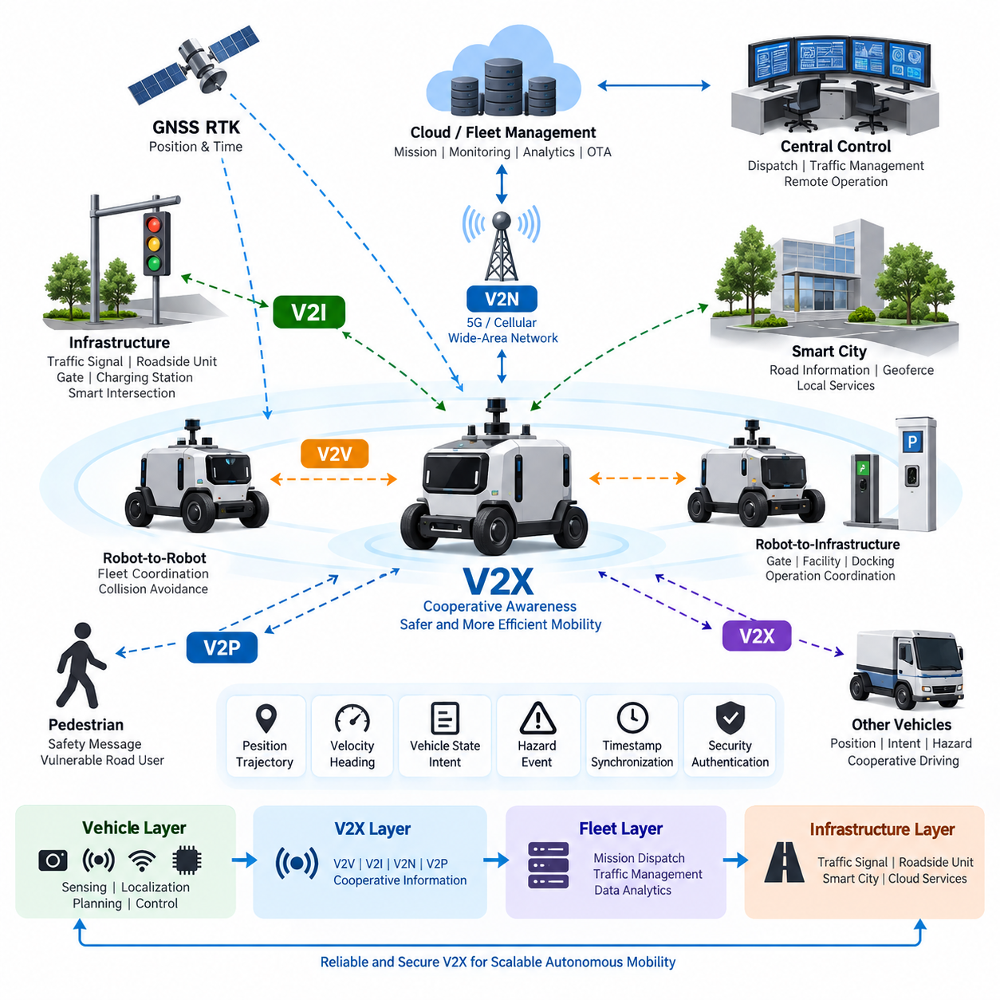 GNSS RTK
Position & Time
Cloud / Fleet Management
Mission | Monitoring | Analytics | OTA
Central Control
Dispatch | Traffic Management
Remote Operation
V2I
V2N
5G / Cellular
Wide-Area Network
Infrastructure
Traffic Signal | Roadside Unit
Gate | Charging Station
Smart Intersection
Smart City
Road Information | Geoferce
Local Services
V2V
P
Robot-to-Robot
Fleet Coordination
Collision Avoidance
V2X
Cooperative Awareness
Safer and More Efficient Mobility
Robot-to-Infrastructure
Gate | Facility | Docking
Operation Coordination
V2P
V2X
Pedestrian
Safety Message
Vulnerable Road User
Other Vehicles
Position | Intent | Hazard
Cooperative Driving
Pesition
Trajectory
Velocity
Heading
Vehicle State
Intent
Hazard
Event
Timestamp
Synchronization
Security
Authentication
Vehicle Layer
Sensing | Localization
Planning | Control
V2X Layer
V2V | V2I | V2N | V2P
Cooperative Information
Fleet Layer
Mission Dispatch
Traffic Management
Data Analytics
Infrastructure Layer
Traffic Signal | Roadside Unit
Smart City | Cloud Services
Reliable and Secure V2X for Scalable Autonomous Mobility